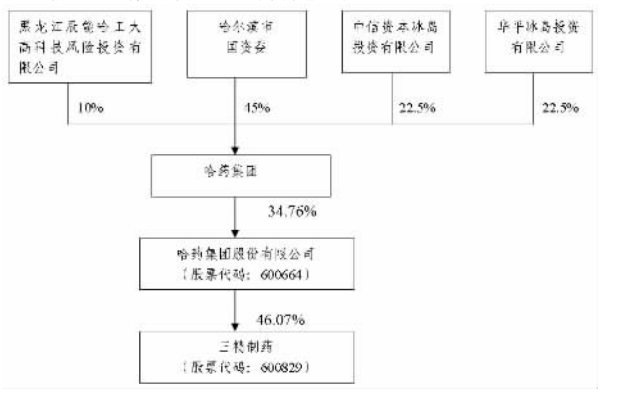 黑龙江辰能哈工大
高科技风险投资有
限公司
哈尔滨市
国资委
中信资本冰岛
投资有限公司
华平冰岛投资
有限公司
10%
45%
22.5%
22.5%
哈药集团
34.76%
哈药集团股份有限公司
(股票代码: 600664)
46.07%
三精制药
(股票代码: 600829)